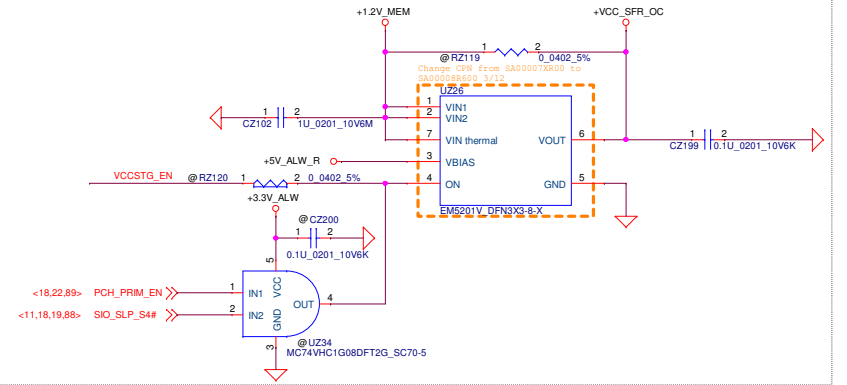 +1.2V_MEM
+VCC_SFR_OC
1 2
@ RZ119 0_0402_5%
Change CPN from SA00007XR00 to
SA00008R600 3/12
UZ26
1 VIN1
2 VIN2
7 VIN thermal VOUT 6
3 VBIAS
4 ON GND 5
EM5201V_DFN3X3-8-X
1 2
CZ102 1U_0201_10V6M
1 2
CZ199 0.1U_0201_10V6K
+5V_ALW_R
VCCSTG_EN @ RZ120 1 2 0_0402_5%
+3.3V_ALW
@ CZ200
1 2
0.1U_0201_10V6K
5
<18,22,89> PCH_PRIM_EN 1 IN1 VCC
OUT 4
<11,18,19,88> SIO_SLP_S4# 2 IN2 GND
3
@ UZ34
MC74VHC1G08DFT2G_SC70-5